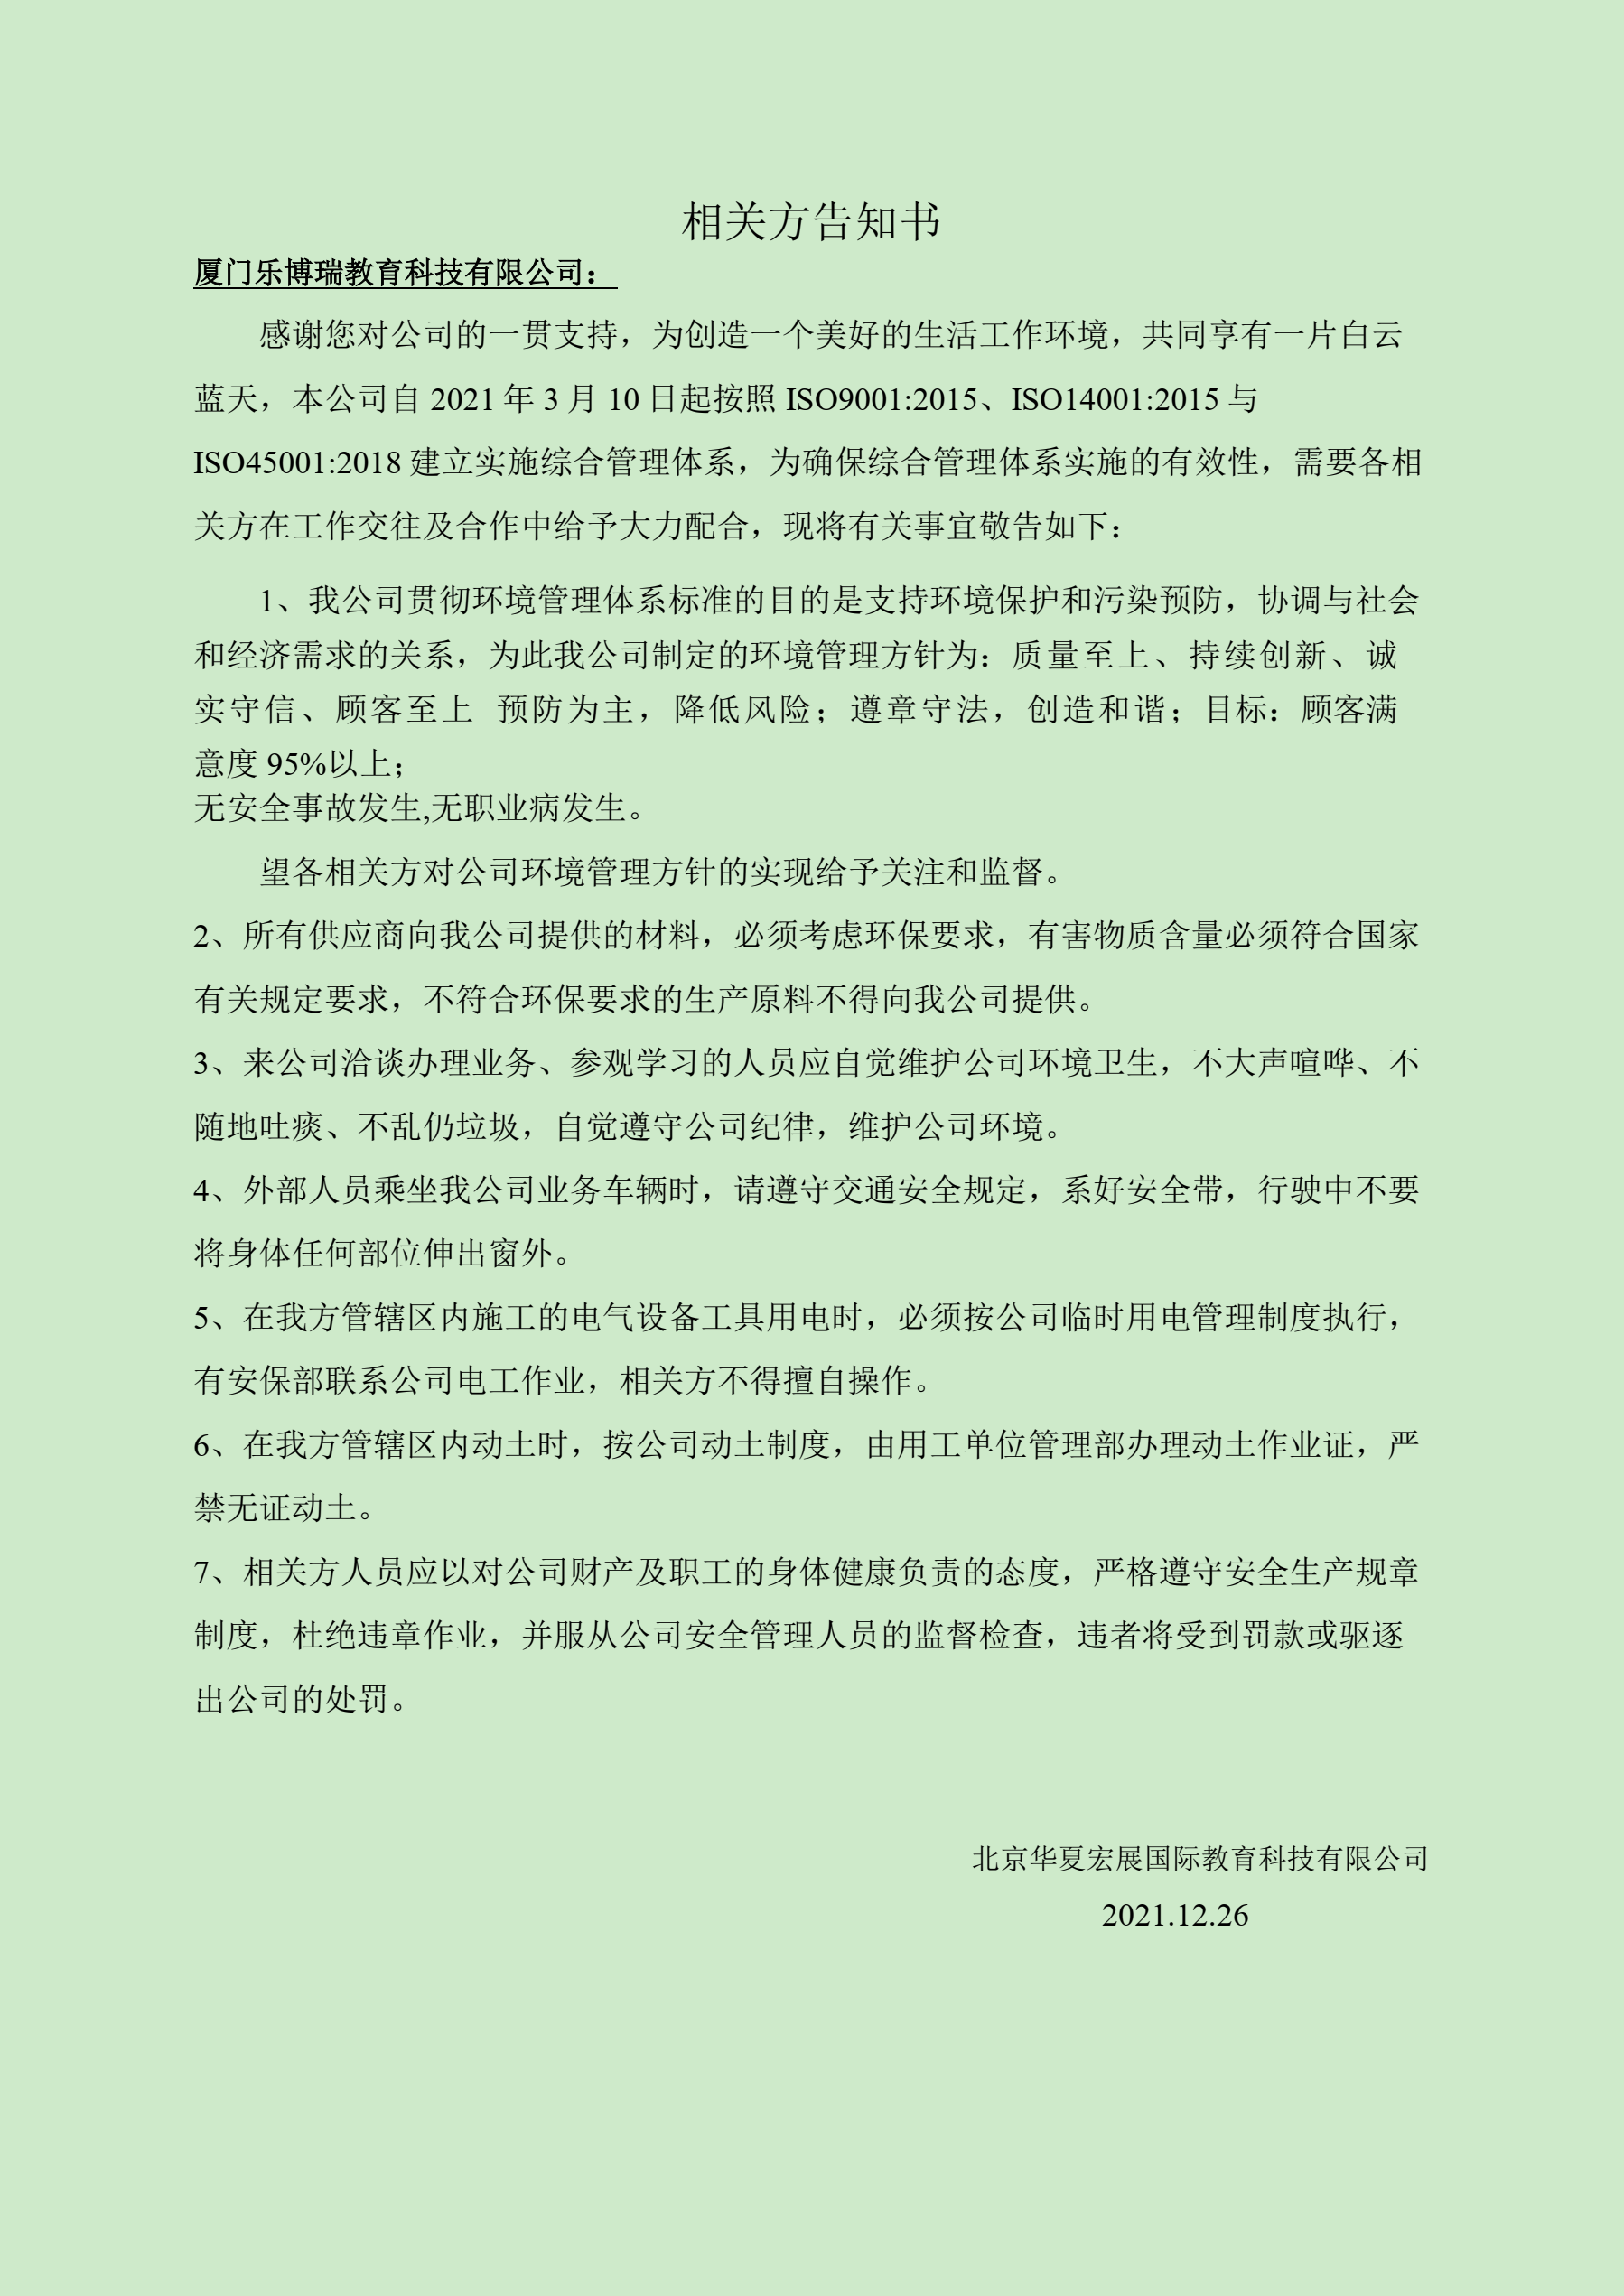 相关方告知书
厦门乐博瑞教育科技有限公司：
感谢您对公司的一贯支持，为创造一个美好的生活工作环境，共同享有一片白云
蓝天，本公司自 2021 年 3 月 10 日起按照 ISO9001:2015、ISO14001:2015 与
ISO45001:2018 建立实施综合管理体系，为确保综合管理体系实施的有效性，需要各相
关方在工作交往及合作中给予大力配合，现将有关事宜敬告如下：
1、我公司贯彻环境管理体系标准的目的是支持环境保护和污染预防，协调与社会
和经济需求的关系，为此我公司制定的环境管理方针为：质量至上、持续创新、诚
实守信、顾客至上 预防为主，降低风险；遵章守法，创造和谐；目标：顾客满
意度 95%以上；
无安全事故发生,无职业病发生。
望各相关方对公司环境管理方针的实现给予关注和监督。
2、所有供应商向我公司提供的材料，必须考虑环保要求，有害物质含量必须符合国家
有关规定要求，不符合环保要求的生产原料不得向我公司提供。
3、来公司洽谈办理业务、参观学习的人员应自觉维护公司环境卫生，不大声喧哗、不
随地吐痰、不乱仍垃圾，自觉遵守公司纪律，维护公司环境。
4、外部人员乘坐我公司业务车辆时，请遵守交通安全规定，系好安全带，行驶中不要
将身体任何部位伸出窗外。
5、在我方管辖区内施工的电气设备工具用电时，必须按公司临时用电管理制度执行，
有安保部联系公司电工作业，相关方不得擅自操作。
6、在我方管辖区内动土时，按公司动土制度，由用工单位管理部办理动土作业证，严
禁无证动土。
7、相关方人员应以对公司财产及职工的身体健康负责的态度，严格遵守安全生产规章
制度，杜绝违章作业，并服从公司安全管理人员的监督检查，违者将受到罚款或驱逐
出公司的处罚。
北京华夏宏展国际教育科技有限公司
2021.12.26